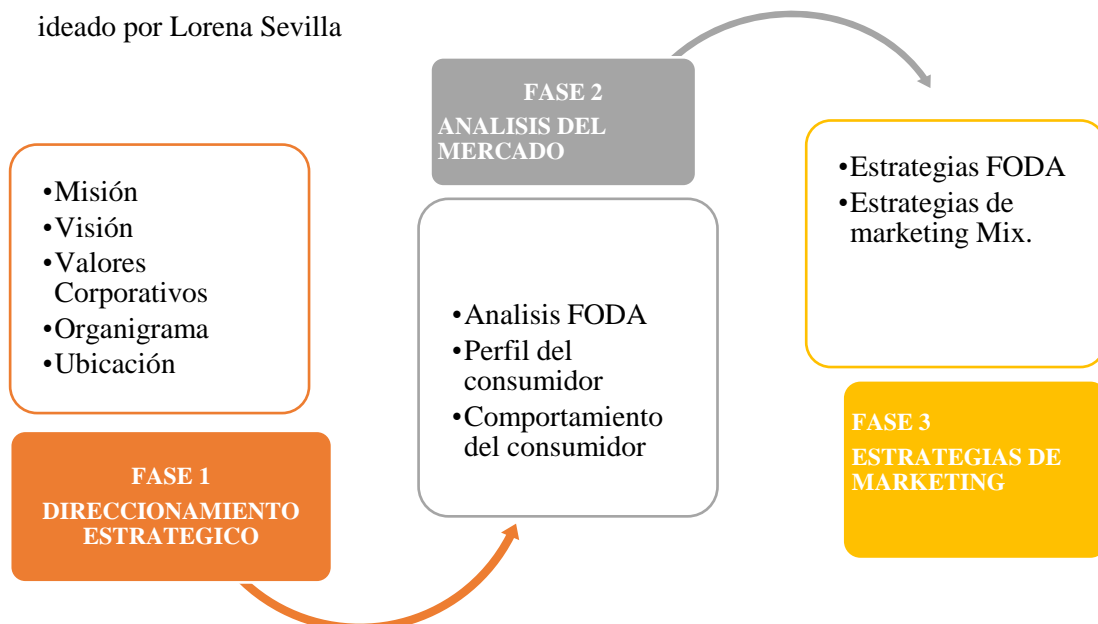 ideado por Lorena Sevilla
•Misión
•Visión
•Valores
Corporativos
•Organigrama
•Ubicación
FASE 1
DIRECCIONAMIENTO
ESTRATEGICO
FASE 2
ANALISIS DEL
MERCADO
•Analisis FODA
•Perfil del
consumidor
•Comportamiento
del consumidor
•Estrategias FODA
•Estrategias de
marketing Mix.
FASE 3
ESTRATEGIAS DE
MARKETING